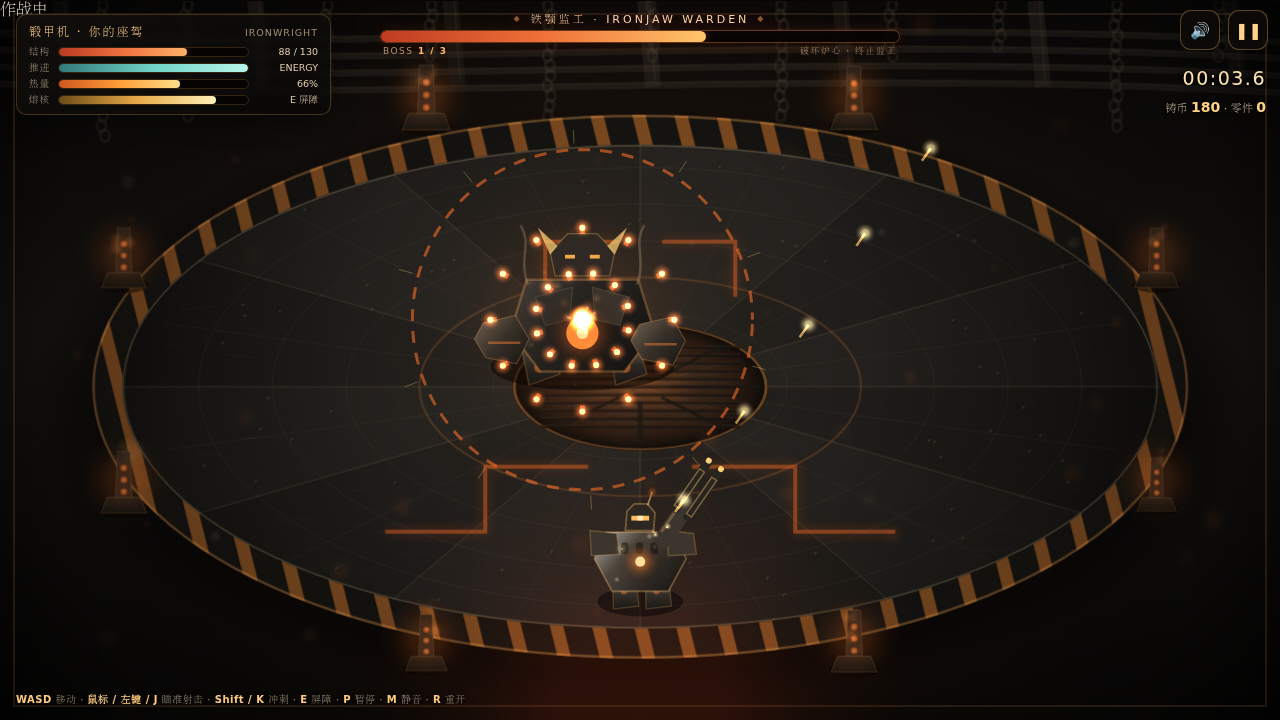 作战中
锻甲机 · 你的座驾 IRONWRIGHT
结构 88 / 130
推进 ENERGY
热量 66%
熔核 E 屏障
◆ 铁颚监工 · IRONJAW WARDEN ◆
BOSS 1 / 3 破坏炉心 · 终止监工
00:03.6
铸币 180 · 零件 0
WASD 移动 · 鼠标 / 左键 / J 瞄准射击 · Shift / K 冲刺 · E 屏障 · P 暂停 · M 静音 · R 重开